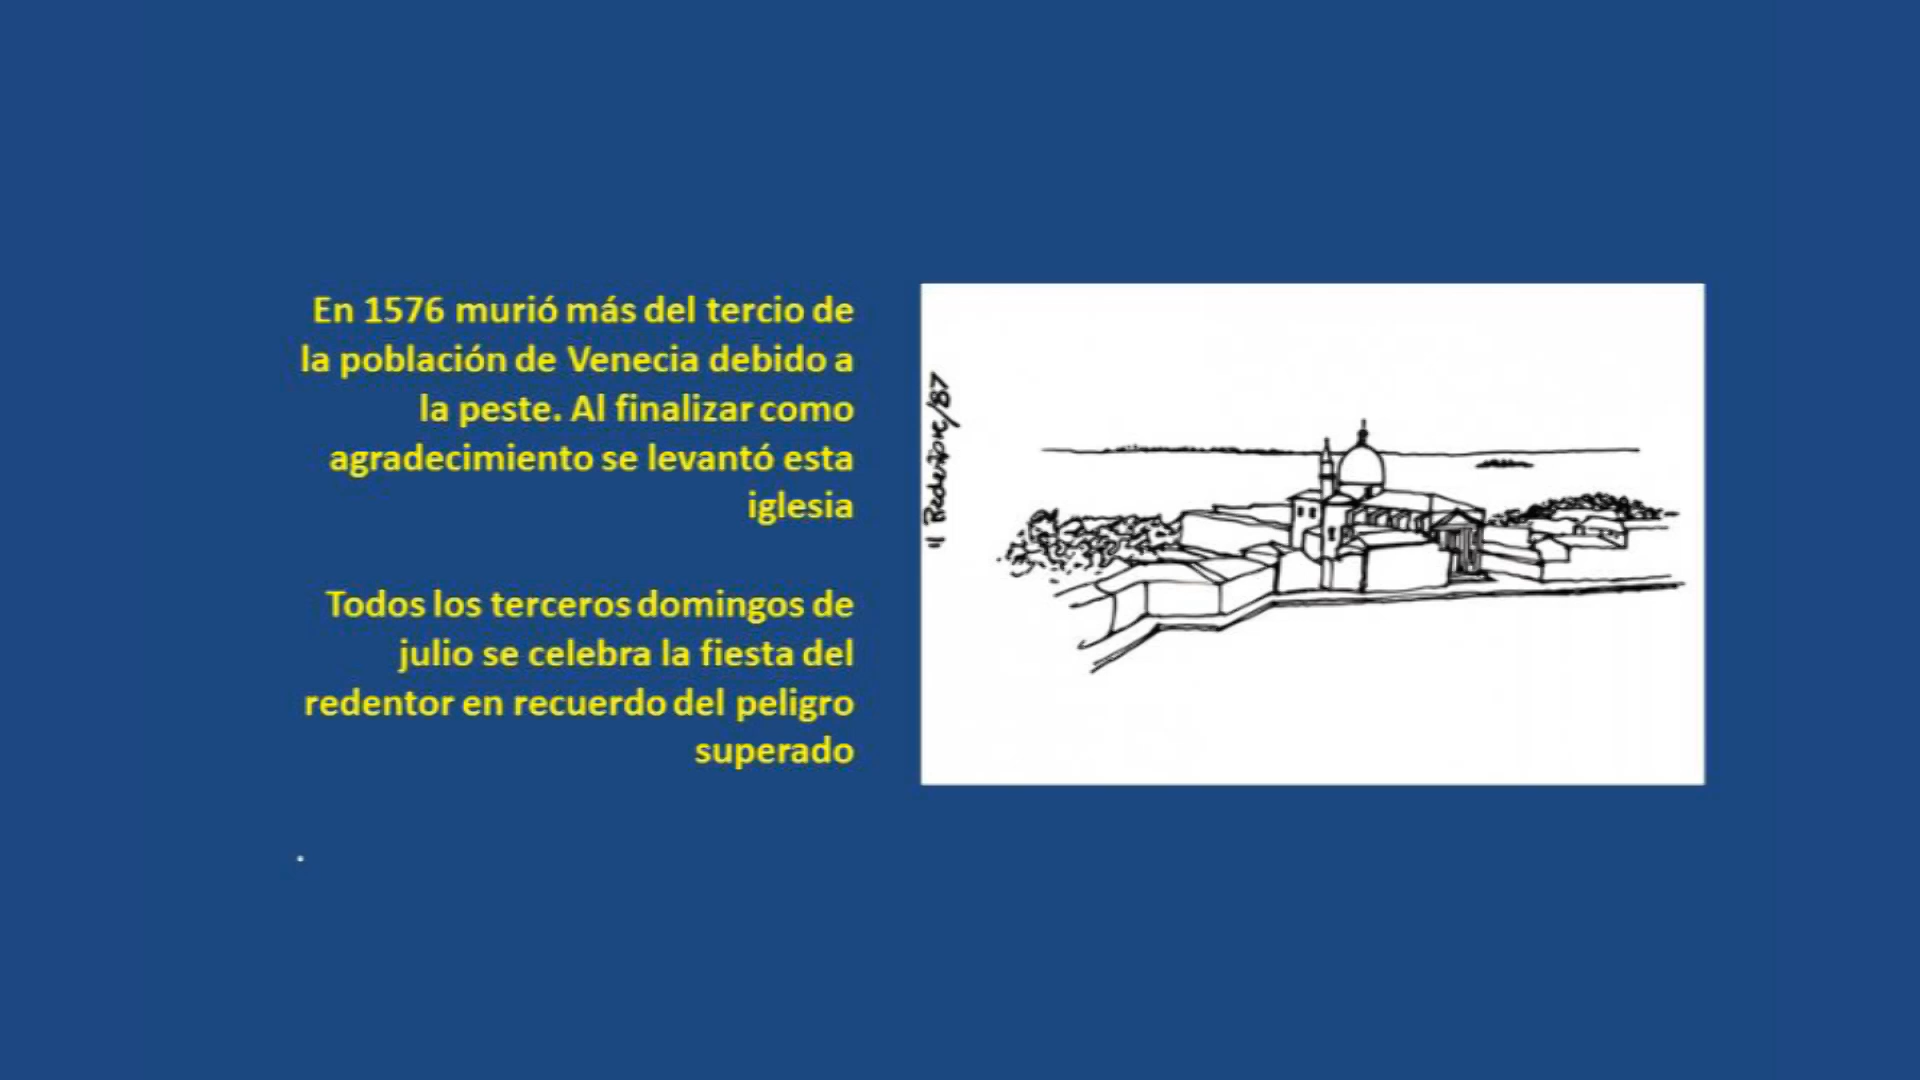 En 1576 murió más del tercio de
la población de Venecia debido a
la peste. Al finalizar como
agradecimiento se levantó esta
iglesia
Todos los terceros domingos de
julio se celebra la fiesta del
redentor en recuerdo del peligro
superado
.
Il Redentore/87